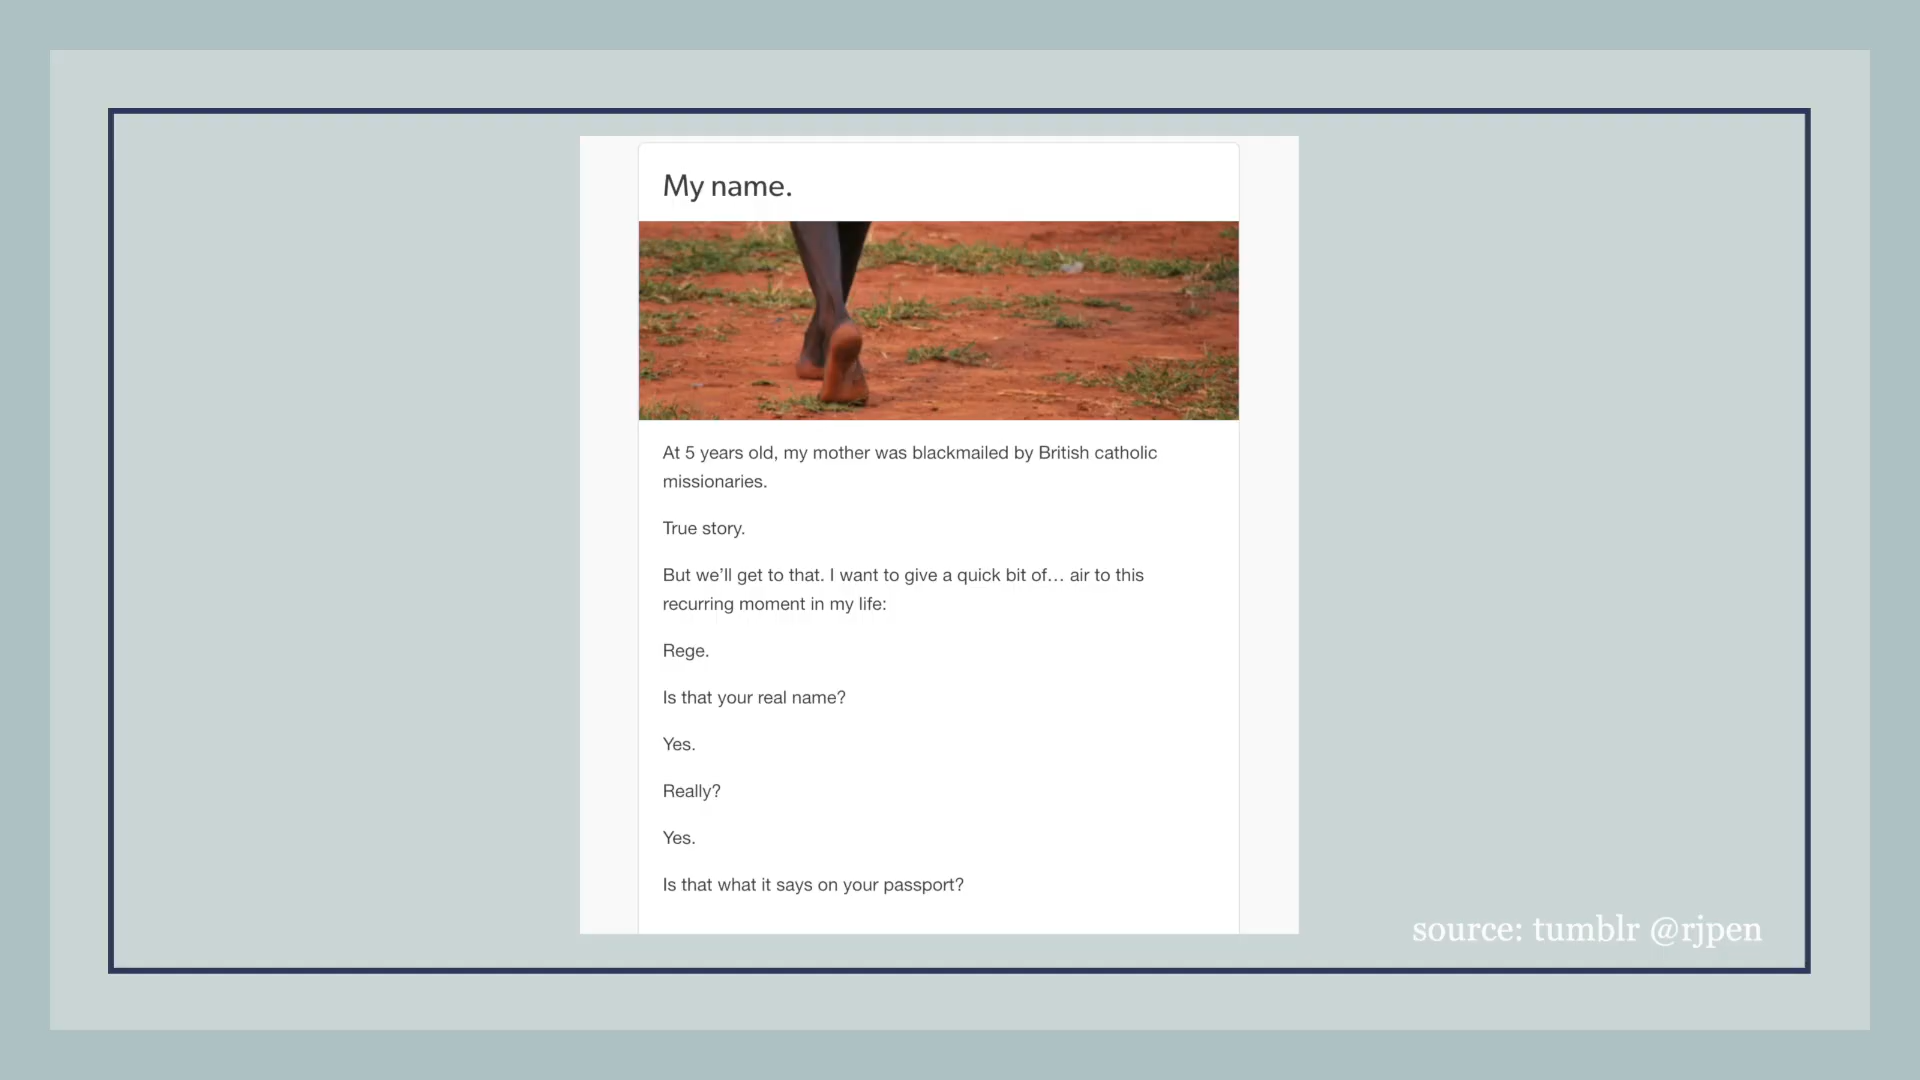 My name.
At 5 years old, my mother was blackmailed by British catholic
missionaries.
True story.
But we’ll get to that. I want to give a quick bit of… air to this
recurring moment in my life:
Rege.
Is that your real name?
Yes.
Really?
Yes.
Is that what it says on your passport?
source: tumblr @rjpen